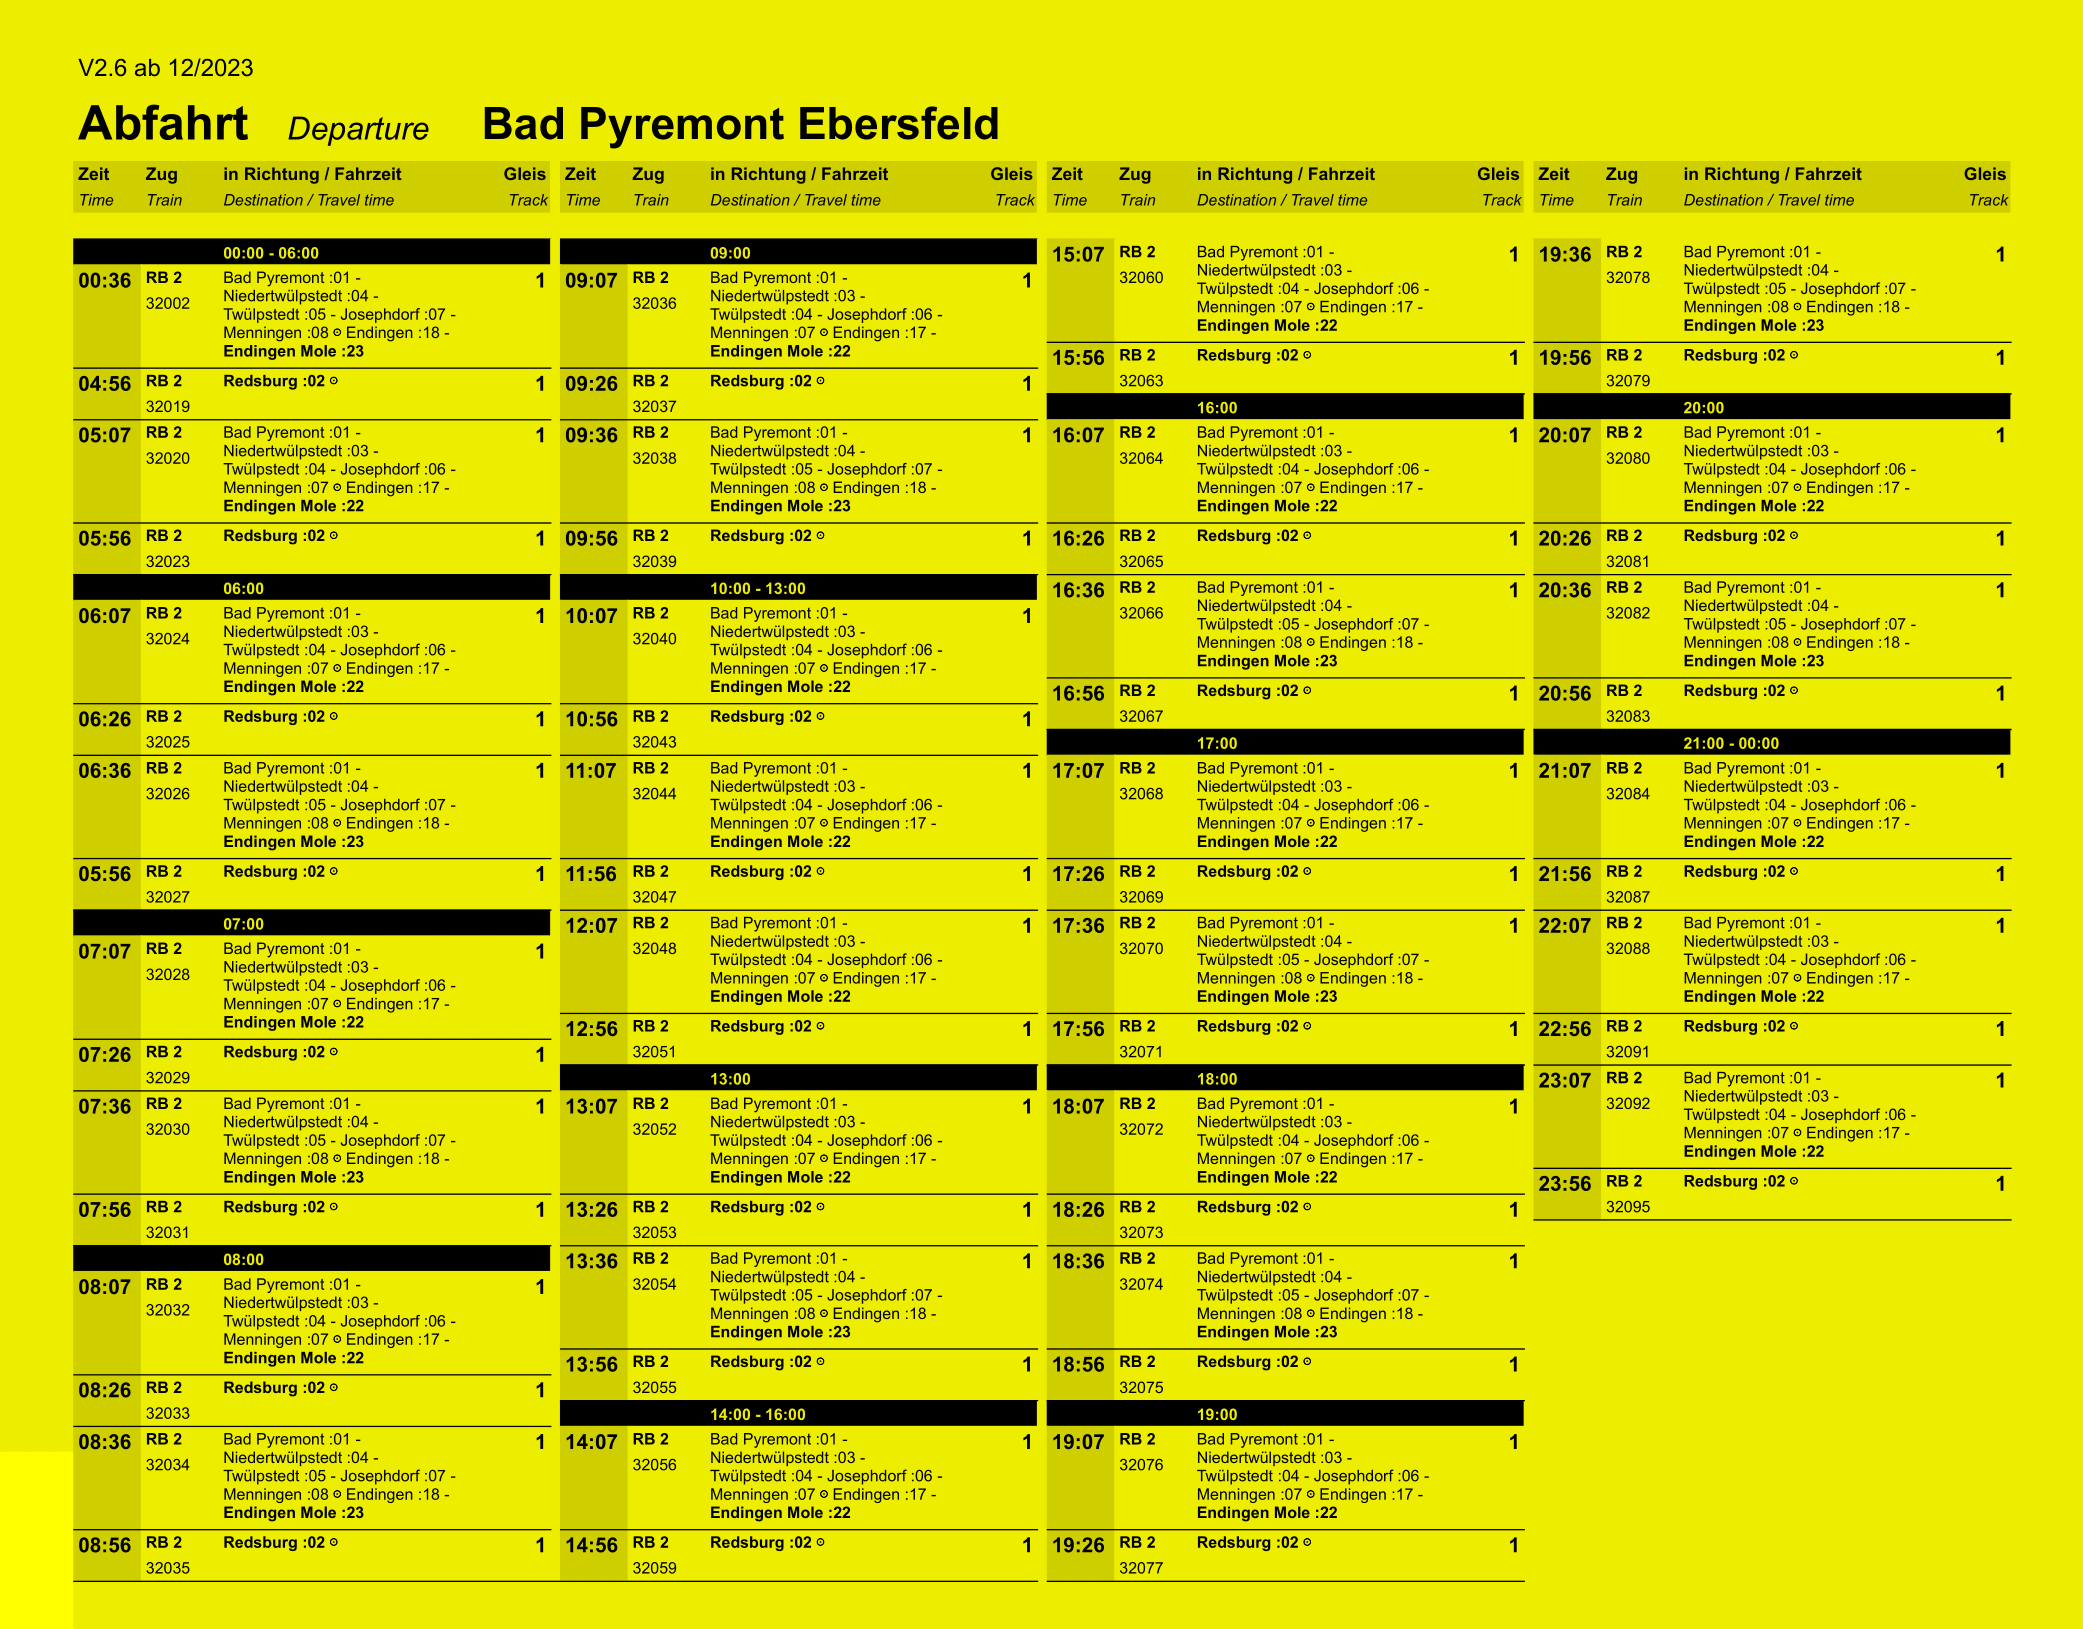 V2.6 ab 12/2023
Abfahrt Departure Bad Pyremont Ebersfeld
Zeit Zug in Richtung / Fahrzeit Gleis
Time Train Destination / Travel time Track
00:00 - 06:00
00:36 RB 2 Bad Pyremont :01 - 1
32002 Niedertwülpstedt :04 -
Twülpstedt :05 - Josephdorf :07 -
Menningen :08 ⊙ Endingen :18 -
Endingen Mole :23
04:56 RB 2 Redsburg :02 ⊙ 1
32019
05:07 RB 2 Bad Pyremont :01 - 1
32020 Niedertwülpstedt :03 -
Twülpstedt :04 - Josephdorf :06 -
Menningen :07 ⊙ Endingen :17 -
Endingen Mole :22
05:56 RB 2 Redsburg :02 ⊙ 1
32023
06:00
06:07 RB 2 Bad Pyremont :01 - 1
32024 Niedertwülpstedt :03 -
Twülpstedt :04 - Josephdorf :06 -
Menningen :07 ⊙ Endingen :17 -
Endingen Mole :22
06:26 RB 2 Redsburg :02 ⊙ 1
32025
06:36 RB 2 Bad Pyremont :01 - 1
32026 Niedertwülpstedt :04 -
Twülpstedt :05 - Josephdorf :07 -
Menningen :08 ⊙ Endingen :18 -
Endingen Mole :23
05:56 RB 2 Redsburg :02 ⊙ 1
32027
07:00
07:07 RB 2 Bad Pyremont :01 - 1
32028 Niedertwülpstedt :03 -
Twülpstedt :04 - Josephdorf :06 -
Menningen :07 ⊙ Endingen :17 -
Endingen Mole :22
07:26 RB 2 Redsburg :02 ⊙ 1
32029
07:36 RB 2 Bad Pyremont :01 - 1
32030 Niedertwülpstedt :04 -
Twülpstedt :05 - Josephdorf :07 -
Menningen :08 ⊙ Endingen :18 -
Endingen Mole :23
07:56 RB 2 Redsburg :02 ⊙ 1
32031
08:00
08:07 RB 2 Bad Pyremont :01 - 1
32032 Niedertwülpstedt :03 -
Twülpstedt :04 - Josephdorf :06 -
Menningen :07 ⊙ Endingen :17 -
Endingen Mole :22
08:26 RB 2 Redsburg :02 ⊙ 1
32033
08:36 RB 2 Bad Pyremont :01 - 1
32034 Niedertwülpstedt :04 -
Twülpstedt :05 - Josephdorf :07 -
Menningen :08 ⊙ Endingen :18 -
Endingen Mole :23
08:56 RB 2 Redsburg :02 ⊙ 1
32035
Zeit Zug in Richtung / Fahrzeit Gleis
Time Train Destination / Travel time Track
09:00
09:07 RB 2 Bad Pyremont :01 - 1
32036 Niedertwülpstedt :03 -
Twülpstedt :04 - Josephdorf :06 -
Menningen :07 ⊙ Endingen :17 -
Endingen Mole :22
09:26 RB 2 Redsburg :02 ⊙ 1
32037
09:36 RB 2 Bad Pyremont :01 - 1
32038 Niedertwülpstedt :04 -
Twülpstedt :05 - Josephdorf :07 -
Menningen :08 ⊙ Endingen :18 -
Endingen Mole :23
09:56 RB 2 Redsburg :02 ⊙ 1
32039
10:00 - 13:00
10:07 RB 2 Bad Pyremont :01 - 1
32040 Niedertwülpstedt :03 -
Twülpstedt :04 - Josephdorf :06 -
Menningen :07 ⊙ Endingen :17 -
Endingen Mole :22
10:56 RB 2 Redsburg :02 ⊙ 1
32043
11:07 RB 2 Bad Pyremont :01 - 1
32044 Niedertwülpstedt :03 -
Twülpstedt :04 - Josephdorf :06 -
Menningen :07 ⊙ Endingen :17 -
Endingen Mole :22
11:56 RB 2 Redsburg :02 ⊙ 1
32047
12:07 RB 2 Bad Pyremont :01 - 1
32048 Niedertwülpstedt :03 -
Twülpstedt :04 - Josephdorf :06 -
Menningen :07 ⊙ Endingen :17 -
Endingen Mole :22
12:56 RB 2 Redsburg :02 ⊙ 1
32051
13:00
13:07 RB 2 Bad Pyremont :01 - 1
32052 Niedertwülpstedt :03 -
Twülpstedt :04 - Josephdorf :06 -
Menningen :07 ⊙ Endingen :17 -
Endingen Mole :22
13:26 RB 2 Redsburg :02 ⊙ 1
32053
13:36 RB 2 Bad Pyremont :01 - 1
32054 Niedertwülpstedt :04 -
Twülpstedt :05 - Josephdorf :07 -
Menningen :08 ⊙ Endingen :18 -
Endingen Mole :23
13:56 RB 2 Redsburg :02 ⊙ 1
32055
14:00 - 16:00
14:07 RB 2 Bad Pyremont :01 - 1
32056 Niedertwülpstedt :03 -
Twülpstedt :04 - Josephdorf :06 -
Menningen :07 ⊙ Endingen :17 -
Endingen Mole :22
14:56 RB 2 Redsburg :02 ⊙ 1
32059
Zeit Zug in Richtung / Fahrzeit Gleis
Time Train Destination / Travel time Track
15:07 RB 2 Bad Pyremont :01 - 1
32060 Niedertwülpstedt :03 -
Twülpstedt :04 - Josephdorf :06 -
Menningen :07 ⊙ Endingen :17 -
Endingen Mole :22
15:56 RB 2 Redsburg :02 ⊙ 1
32063
16:00
16:07 RB 2 Bad Pyremont :01 - 1
32064 Niedertwülpstedt :03 -
Twülpstedt :04 - Josephdorf :06 -
Menningen :07 ⊙ Endingen :17 -
Endingen Mole :22
16:26 RB 2 Redsburg :02 ⊙ 1
32065
16:36 RB 2 Bad Pyremont :01 - 1
32066 Niedertwülpstedt :04 -
Twülpstedt :05 - Josephdorf :07 -
Menningen :08 ⊙ Endingen :18 -
Endingen Mole :23
16:56 RB 2 Redsburg :02 ⊙ 1
32067
17:00
17:07 RB 2 Bad Pyremont :01 - 1
32068 Niedertwülpstedt :03 -
Twülpstedt :04 - Josephdorf :06 -
Menningen :07 ⊙ Endingen :17 -
Endingen Mole :22
17:26 RB 2 Redsburg :02 ⊙ 1
32069
17:36 RB 2 Bad Pyremont :01 - 1
32070 Niedertwülpstedt :04 -
Twülpstedt :05 - Josephdorf :07 -
Menningen :08 ⊙ Endingen :18 -
Endingen Mole :23
17:56 RB 2 Redsburg :02 ⊙ 1
32071
18:00
18:07 RB 2 Bad Pyremont :01 - 1
32072 Niedertwülpstedt :03 -
Twülpstedt :04 - Josephdorf :06 -
Menningen :07 ⊙ Endingen :17 -
Endingen Mole :22
18:26 RB 2 Redsburg :02 ⊙ 1
32073
18:36 RB 2 Bad Pyremont :01 - 1
32074 Niedertwülpstedt :04 -
Twülpstedt :05 - Josephdorf :07 -
Menningen :08 ⊙ Endingen :18 -
Endingen Mole :23
18:56 RB 2 Redsburg :02 ⊙ 1
32075
19:00
19:07 RB 2 Bad Pyremont :01 - 1
32076 Niedertwülpstedt :03 -
Twülpstedt :04 - Josephdorf :06 -
Menningen :07 ⊙ Endingen :17 -
Endingen Mole :22
19:26 RB 2 Redsburg :02 ⊙ 1
32077
Zeit Zug in Richtung / Fahrzeit Gleis
Time Train Destination / Travel time Track
19:36 RB 2 Bad Pyremont :01 - 1
32078 Niedertwülpstedt :04 -
Twülpstedt :05 - Josephdorf :07 -
Menningen :08 ⊙ Endingen :18 -
Endingen Mole :23
19:56 RB 2 Redsburg :02 ⊙ 1
32079
20:00
20:07 RB 2 Bad Pyremont :01 - 1
32080 Niedertwülpstedt :03 -
Twülpstedt :04 - Josephdorf :06 -
Menningen :07 ⊙ Endingen :17 -
Endingen Mole :22
20:26 RB 2 Redsburg :02 ⊙ 1
32081
20:36 RB 2 Bad Pyremont :01 - 1
32082 Niedertwülpstedt :04 -
Twülpstedt :05 - Josephdorf :07 -
Menningen :08 ⊙ Endingen :18 -
Endingen Mole :23
20:56 RB 2 Redsburg :02 ⊙ 1
32083
21:00 - 00:00
21:07 RB 2 Bad Pyremont :01 - 1
32084 Niedertwülpstedt :03 -
Twülpstedt :04 - Josephdorf :06 -
Menningen :07 ⊙ Endingen :17 -
Endingen Mole :22
21:56 RB 2 Redsburg :02 ⊙ 1
32087
22:07 RB 2 Bad Pyremont :01 - 1
32088 Niedertwülpstedt :03 -
Twülpstedt :04 - Josephdorf :06 -
Menningen :07 ⊙ Endingen :17 -
Endingen Mole :22
22:56 RB 2 Redsburg :02 ⊙ 1
32091
23:07 RB 2 Bad Pyremont :01 - 1
32092 Niedertwülpstedt :03 -
Twülpstedt :04 - Josephdorf :06 -
Menningen :07 ⊙ Endingen :17 -
Endingen Mole :22
23:56 RB 2 Redsburg :02 ⊙ 1
32095